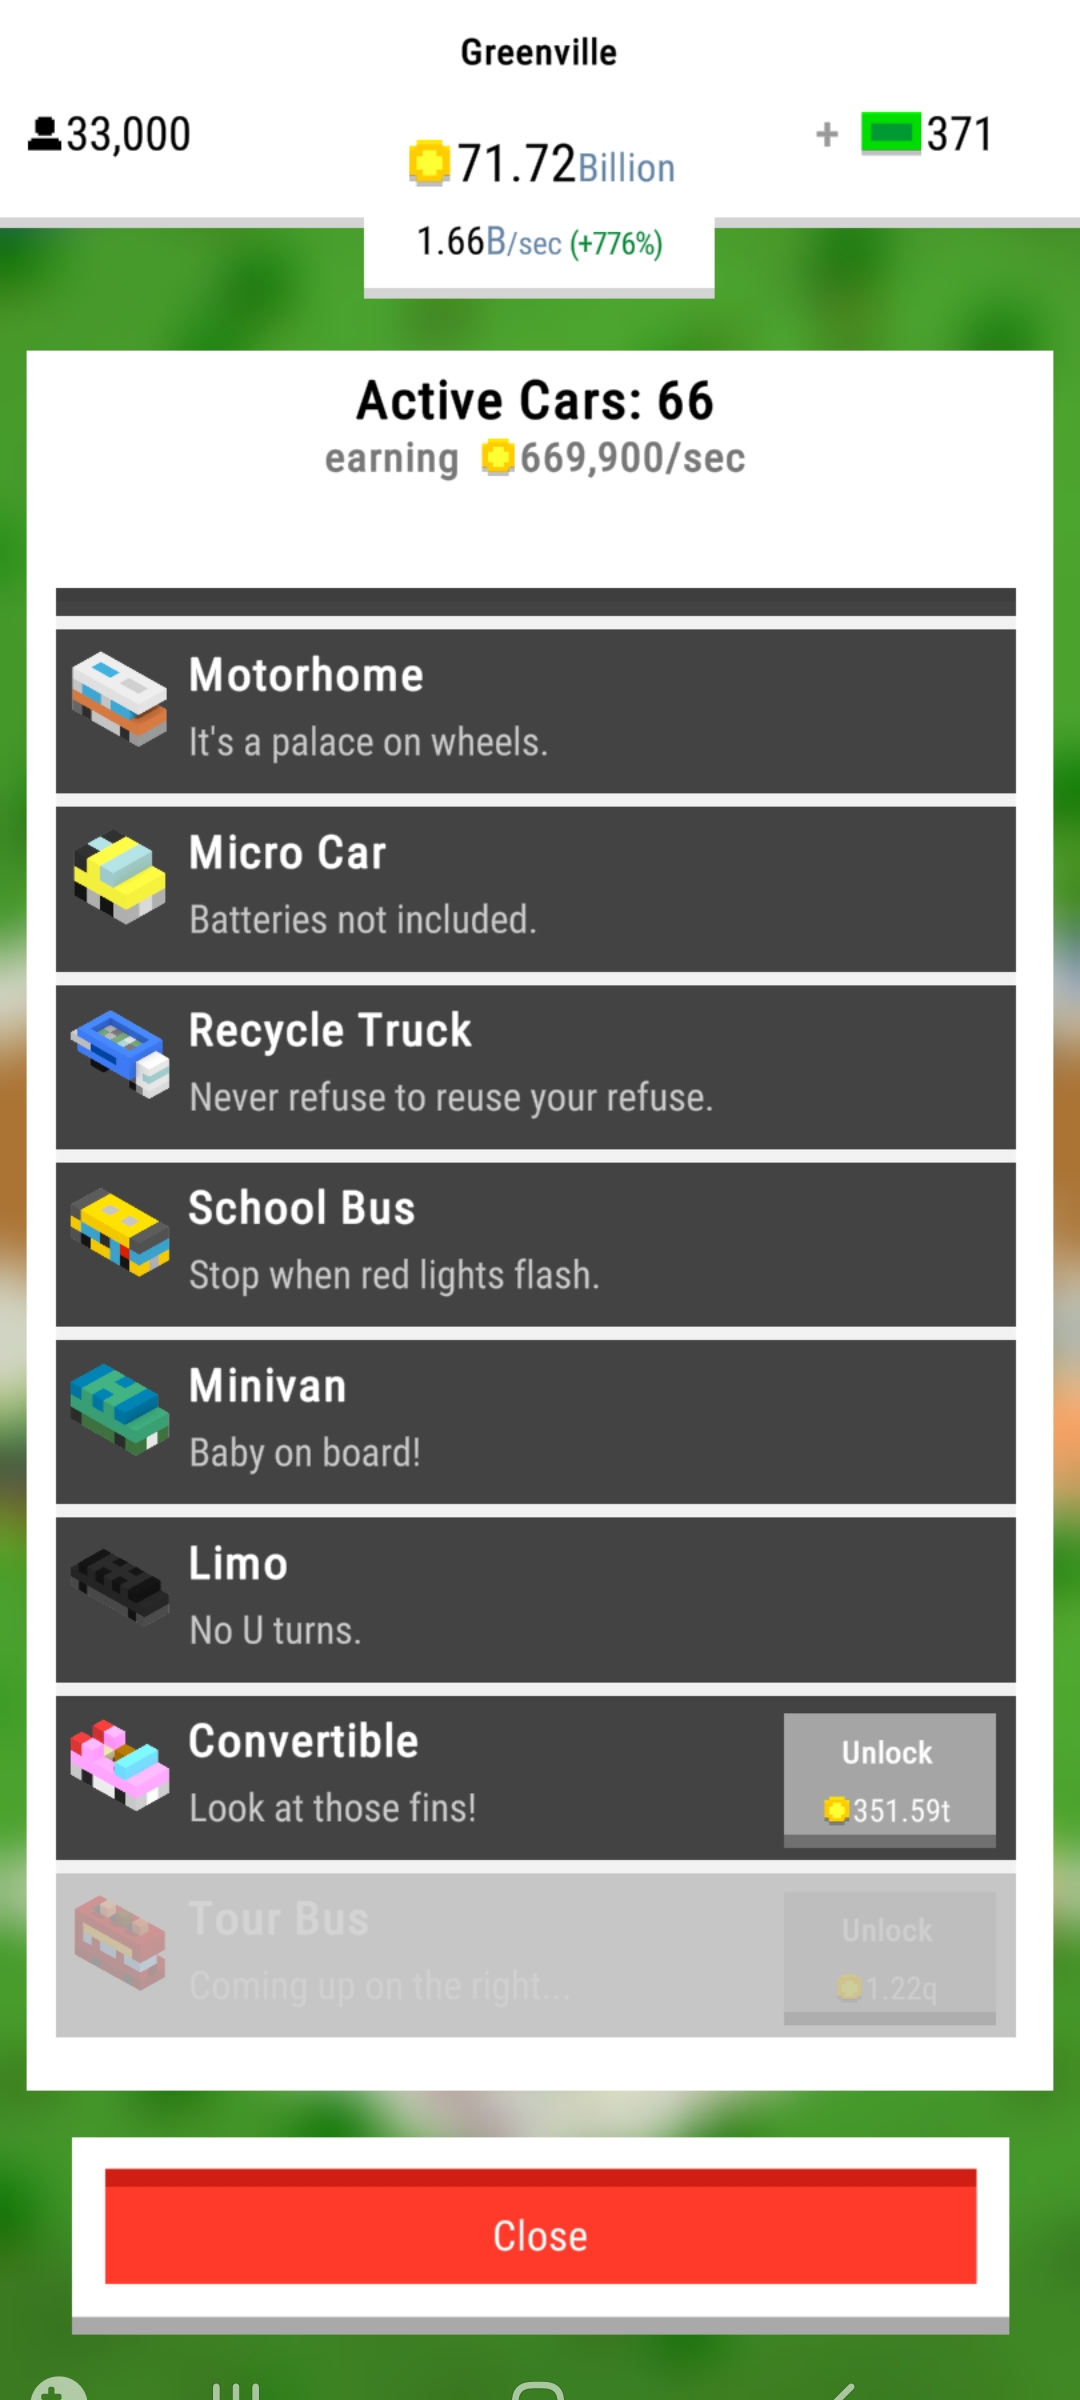 Greenville
33,000
71.72Billion
+ 371
1.66B/sec (+776%)
Active Cars: 66
earning 669,900/sec
Motorhome
It's a palace on wheels.
Micro Car
Batteries not included.
Recycle Truck
Never refuse to reuse your refuse.
School Bus
Stop when red lights flash.
Minivan
Baby on board!
Limo
No U turns.
Convertible
Look at those fins!
Unlock
351.59t
Tour Bus
Coming up on the right...
Unlock
1.22q
Close